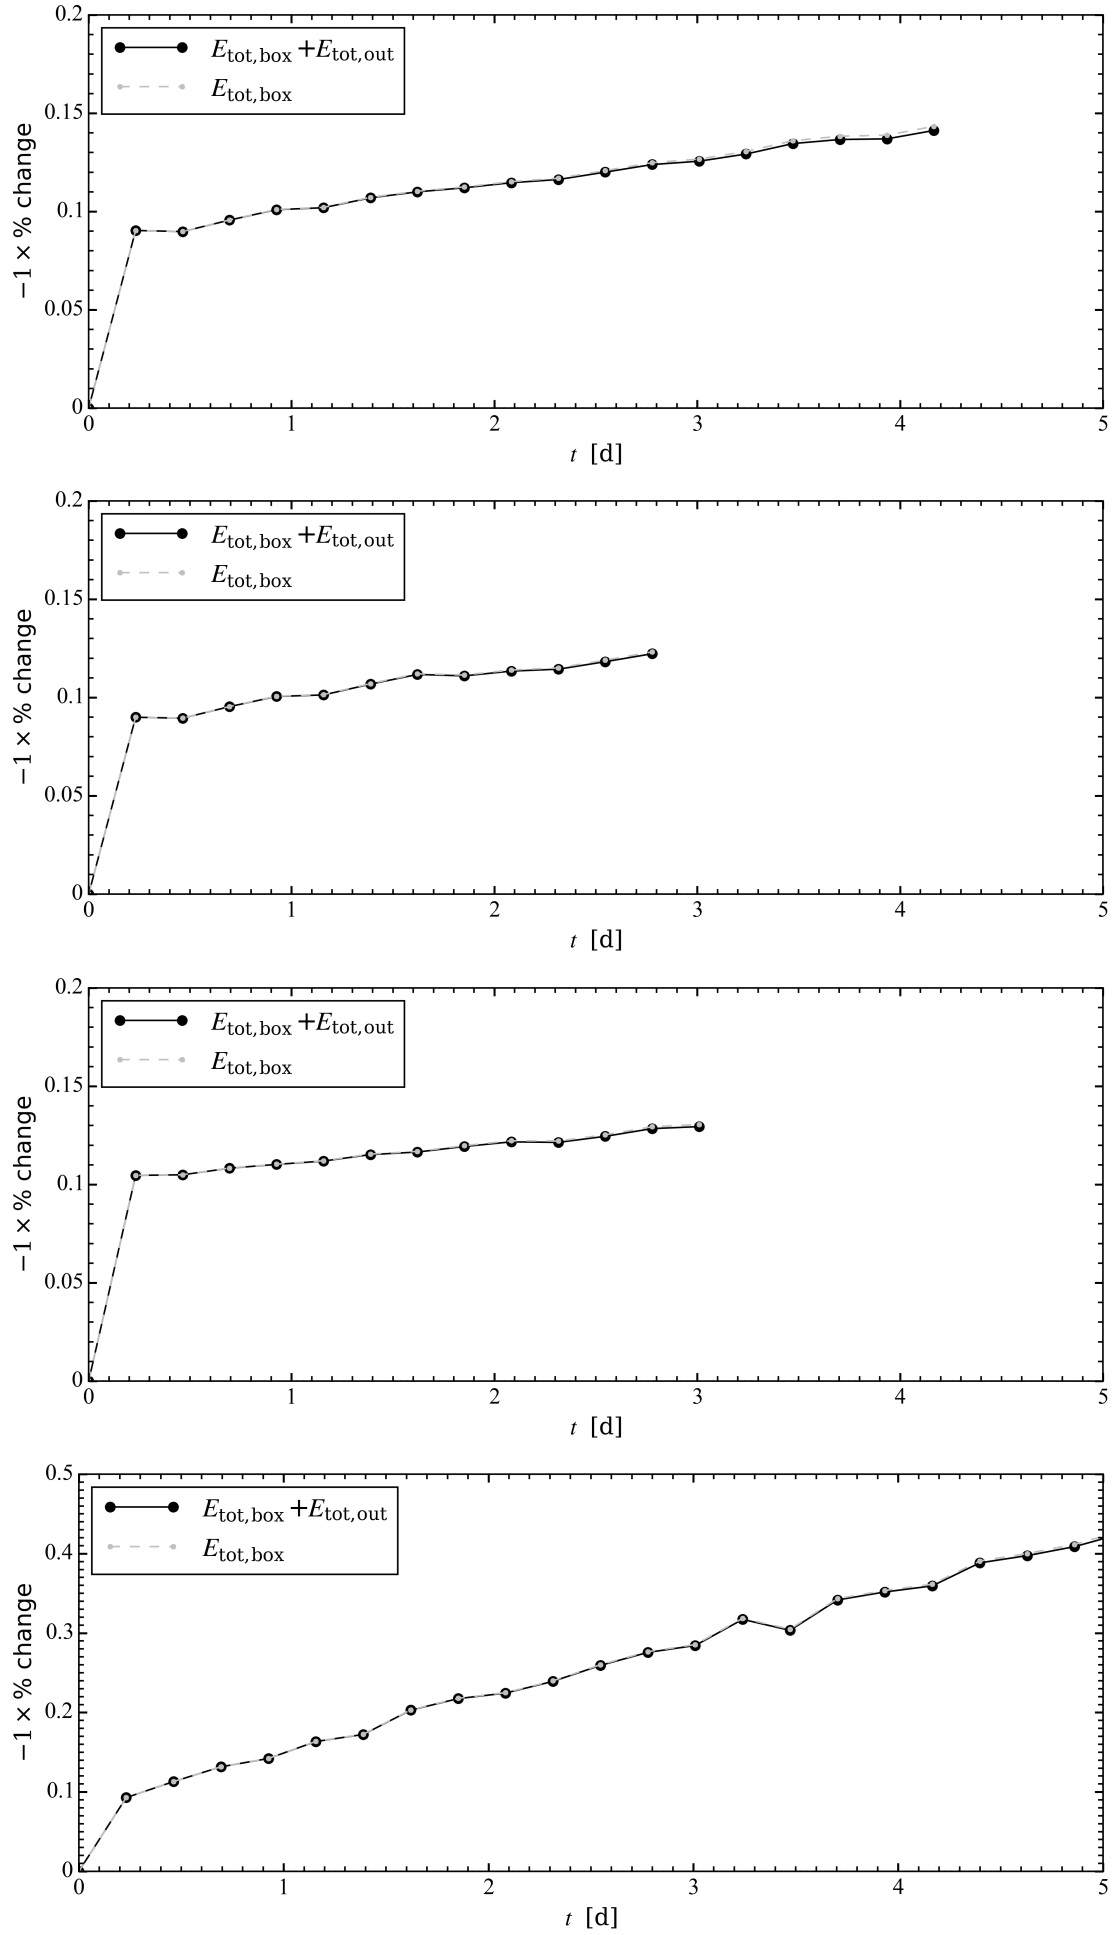 0.2
E_tot,box + E_tot,out
E_tot,box
0.15
0.1
0.05
0
−1 × % change
0 1 2 3 4 5
t [d]
0.2
E_tot,box + E_tot,out
E_tot,box
0.15
0.1
0.05
0
−1 × % change
0 1 2 3 4 5
t [d]
0.2
E_tot,box + E_tot,out
E_tot,box
0.15
0.1
0.05
0
−1 × % change
0 1 2 3 4 5
t [d]
0.5
E_tot,box + E_tot,out
E_tot,box
0.4
0.3
0.2
0.1
0
−1 × % change
0 1 2 3 4 5
t [d]